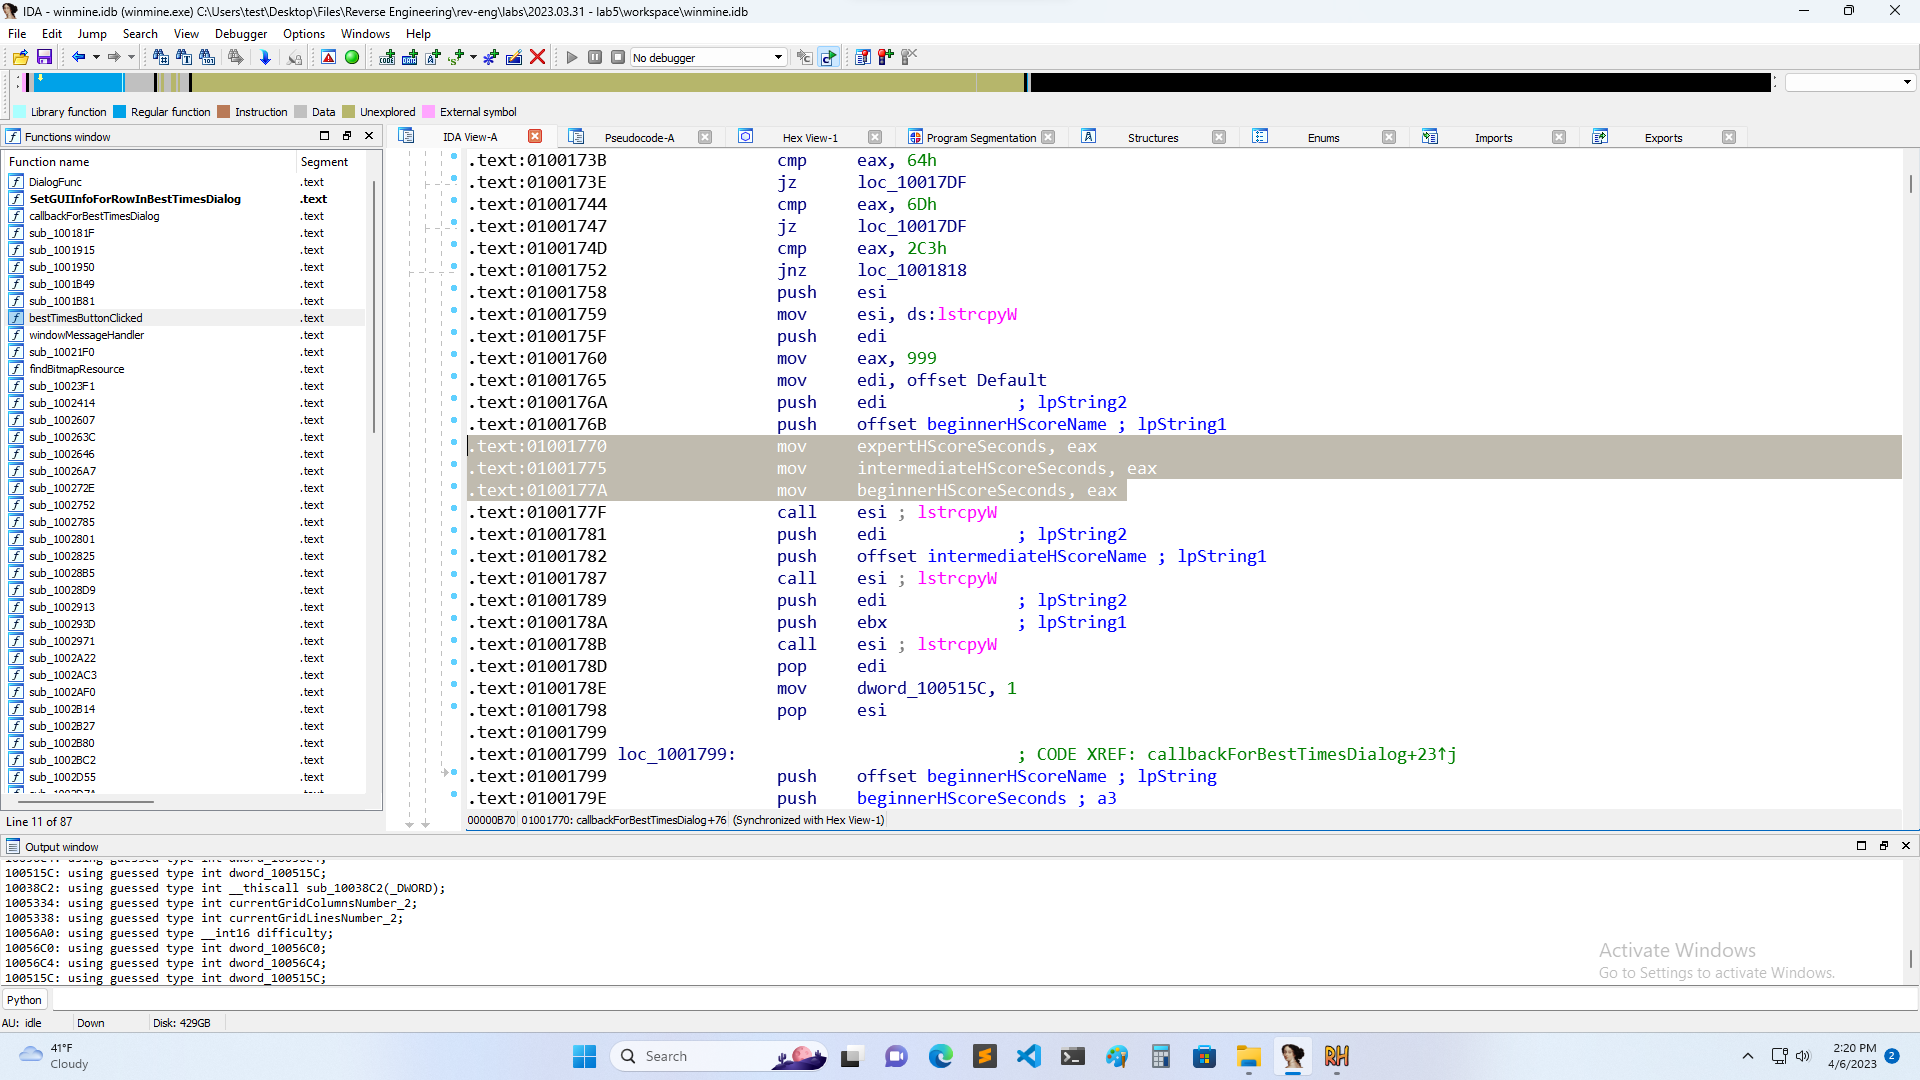 IDA - winmine.idb (winmine.exe) C:\Users\test\Desktop\Files\Reverse Engineering\rev-eng\labs\2023.03.31 - lab5\workspace\winmine.idb
File Edit Jump Search View Debugger Options Windows Help
No debugger
Library function Regular function Instruction Data Unexplored External symbol
Functions window
IDA View-A Pseudocode-A Hex View-1 Program Segmentation Structures Enums Imports Exports
Function name Segment
DialogFunc .text
SetGUIInfoForRowInBestTimesDialog .text
callbackForBestTimesDialog .text
sub_100181F .text
sub_1001915 .text
sub_1001950 .text
sub_1001B49 .text
sub_1001B81 .text
bestTimesButtonClicked .text
windowMessageHandler .text
sub_10021F0 .text
findBitmapResource .text
sub_10023F1 .text
sub_1002414 .text
sub_1002607 .text
sub_100263C .text
sub_1002646 .text
sub_10026A7 .text
sub_100272E .text
sub_1002752 .text
sub_1002785 .text
sub_1002801 .text
sub_1002825 .text
sub_10028B5 .text
sub_10028D9 .text
sub_1002913 .text
sub_100293D .text
sub_1002971 .text
sub_1002A22 .text
sub_1002AC3 .text
sub_1002AF0 .text
sub_1002B14 .text
sub_1002B27 .text
sub_1002B80 .text
sub_1002BC2 .text
sub_1002D55 .text
Line 11 of 87
.text:0100173B cmp eax, 64h
.text:0100173E jz loc_10017DF
.text:01001744 cmp eax, 6Dh
.text:01001747 jz loc_10017DF
.text:0100174D cmp eax, 2C3h
.text:01001752 jnz loc_1001818
.text:01001758 push esi
.text:01001759 mov esi, ds:lstrcpyW
.text:0100175F push edi
.text:01001760 mov eax, 999
.text:01001765 mov edi, offset Default
.text:0100176A push edi ; lpString2
.text:0100176B push offset beginnerHScoreName ; lpString1
.text:01001770 mov expertHScoreSeconds, eax
.text:01001775 mov intermediateHScoreSeconds, eax
.text:0100177A mov beginnerHScoreSeconds, eax
.text:0100177F call esi ; lstrcpyW
.text:01001781 push edi ; lpString2
.text:01001782 push offset intermediateHScoreName ; lpString1
.text:01001787 call esi ; lstrcpyW
.text:01001789 push edi ; lpString2
.text:0100178A push ebx ; lpString1
.text:0100178B call esi ; lstrcpyW
.text:0100178D pop edi
.text:0100178E mov dword_100515C, 1
.text:01001798 pop esi
.text:01001799
.text:01001799 loc_1001799: ; CODE XREF: callbackForBestTimesDialog+23↑j
.text:01001799 push offset beginnerHScoreName ; lpString
.text:0100179E push beginnerHScoreSeconds ; a3
00000B70 01001770: callbackForBestTimesDialog+76 (Synchronized with Hex View-1)
Output window
100515C: using guessed type int dword_100515C;
10038C2: using guessed type int __thiscall sub_10038C2(_DWORD);
1005334: using guessed type int currentGridColumnsNumber_2;
1005338: using guessed type int currentGridLinesNumber_2;
10056A0: using guessed type __int16 difficulty;
10056C0: using guessed type int dword_10056C0;
10056C4: using guessed type int dword_10056C4;
100515C: using guessed type int dword_100515C;
Activate Windows
Go to Settings to activate Windows.
Python
AU: idle Down Disk: 429GB
41°F
Cloudy
Search
RH
2:20 PM
4/6/2023
2